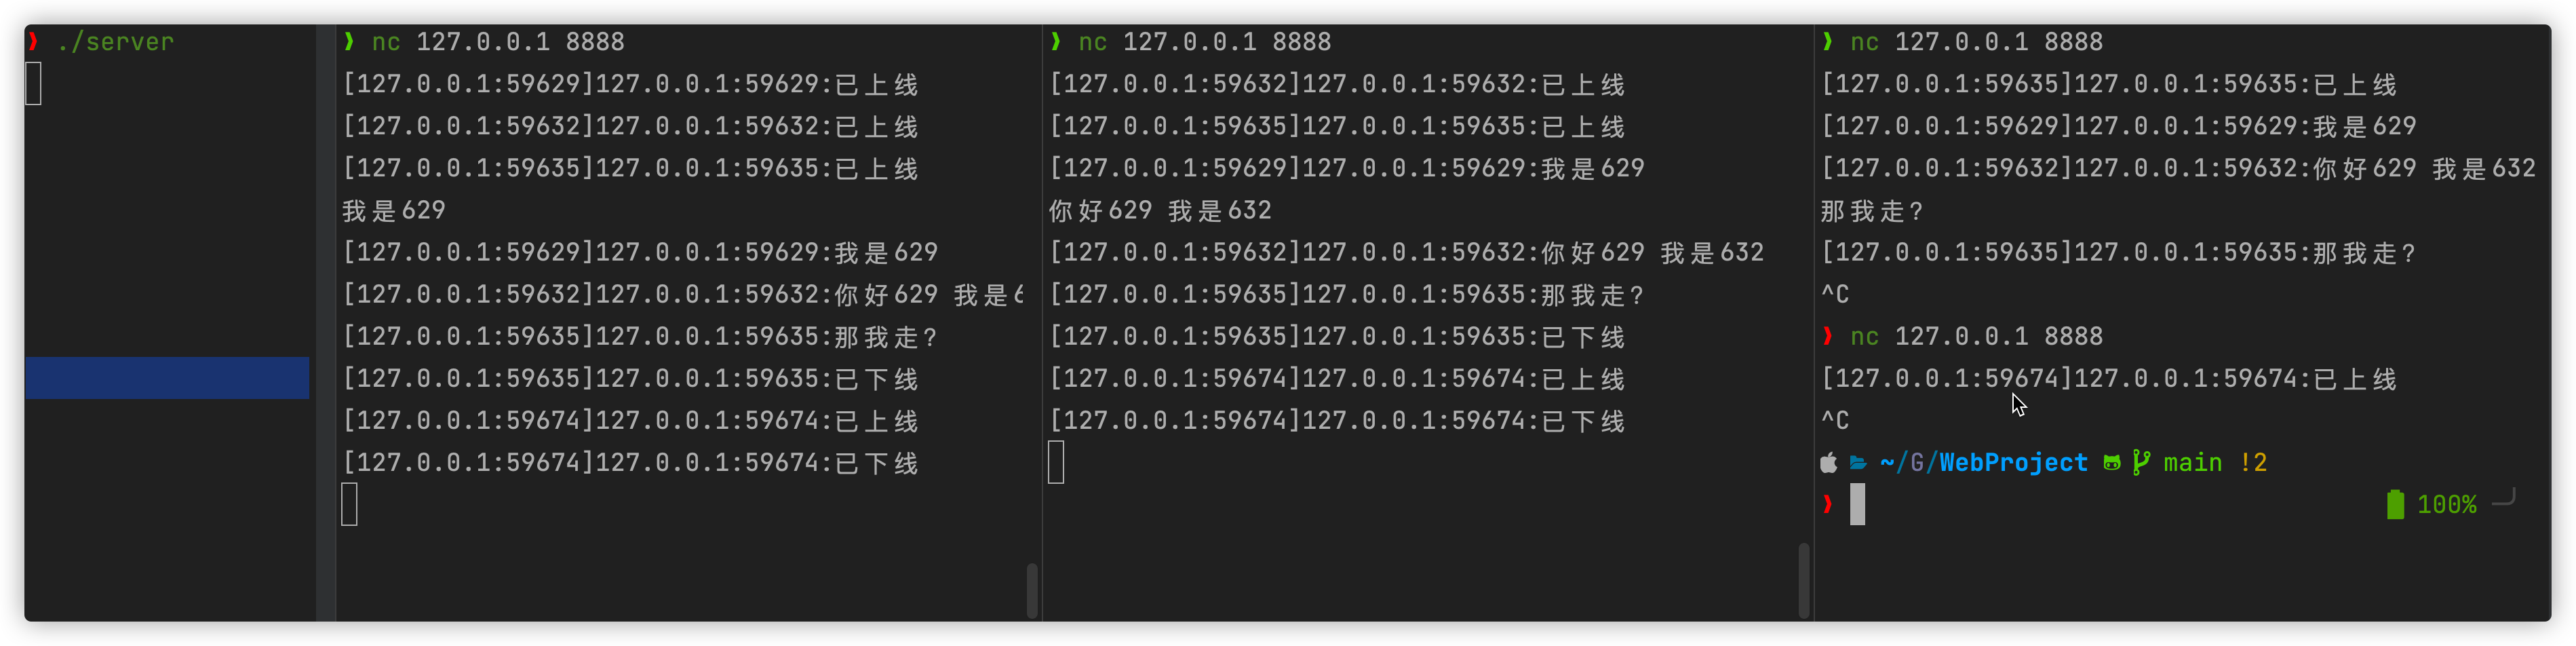 ❯ ./server
❯ nc 127.0.0.1 8888
[127.0.0.1:59629]127.0.0.1:59629:已上线
[127.0.0.1:59632]127.0.0.1:59632:已上线
[127.0.0.1:59635]127.0.0.1:59635:已上线
我是629
[127.0.0.1:59629]127.0.0.1:59629:我是629
[127.0.0.1:59632]127.0.0.1:59632:你好629 我是6
[127.0.0.1:59635]127.0.0.1:59635:那我走?
[127.0.0.1:59635]127.0.0.1:59635:已下线
[127.0.0.1:59674]127.0.0.1:59674:已上线
[127.0.0.1:59674]127.0.0.1:59674:已下线
❯ nc 127.0.0.1 8888
[127.0.0.1:59632]127.0.0.1:59632:已上线
[127.0.0.1:59635]127.0.0.1:59635:已上线
[127.0.0.1:59629]127.0.0.1:59629:我是629
你好629 我是632
[127.0.0.1:59632]127.0.0.1:59632:你好629 我是632
[127.0.0.1:59635]127.0.0.1:59635:那我走?
[127.0.0.1:59635]127.0.0.1:59635:已下线
[127.0.0.1:59674]127.0.0.1:59674:已上线
[127.0.0.1:59674]127.0.0.1:59674:已下线
❯ nc 127.0.0.1 8888
[127.0.0.1:59635]127.0.0.1:59635:已上线
[127.0.0.1:59629]127.0.0.1:59629:我是629
[127.0.0.1:59632]127.0.0.1:59632:你好629 我是632
那我走?
[127.0.0.1:59635]127.0.0.1:59635:那我走?
^C
❯ nc 127.0.0.1 8888
[127.0.0.1:59674]127.0.0.1:59674:已上线
^C
~/G/WebProject main !2
❯ 100%